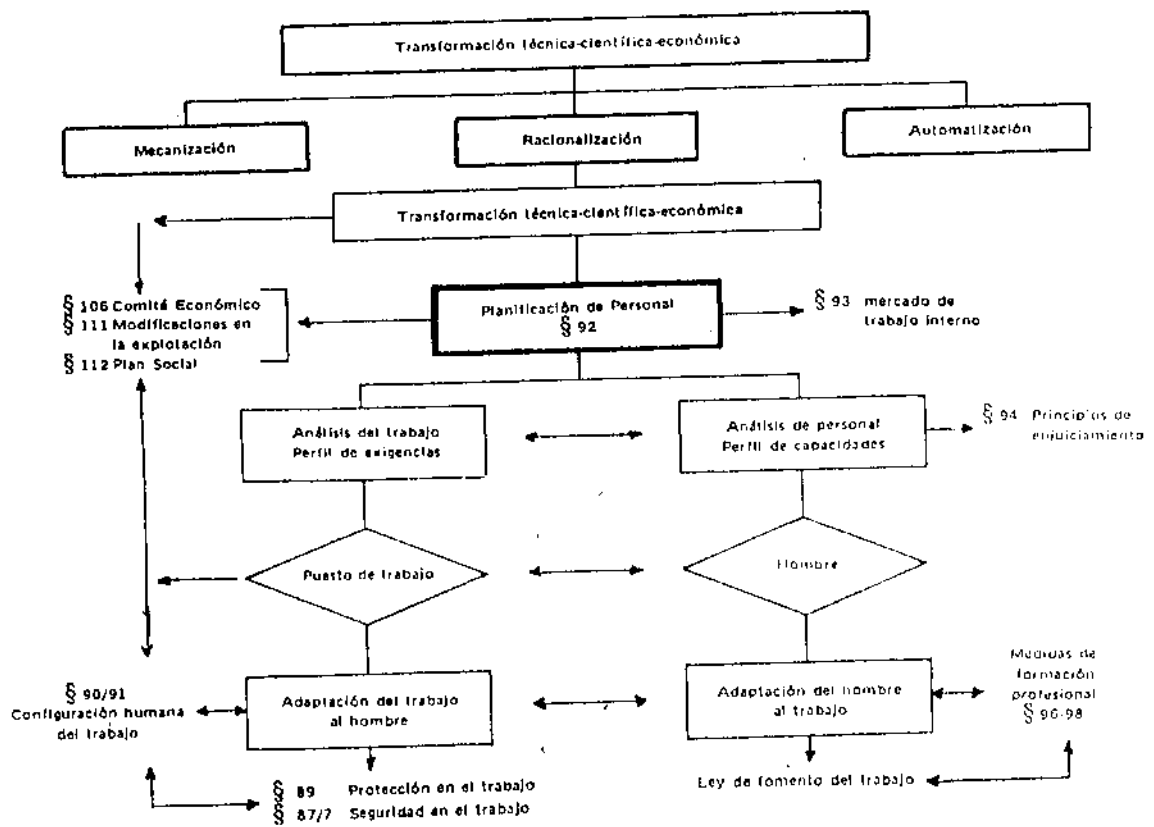 Transformación técnica-científica-económica
Mecanización
Racionalización
Automatización
Transformación técnica-científica-económica
§ 106 Comité Económico
§ 111 Modificaciones en
la explotación
§ 112 Plan Social
Planificación de Personal
§ 92
§ 93 mercado de
trabajo interno
Análisis del trabajo
Perfil de exigencias
Análisis de personal
Perfil de capacidades
§ 94 Principios de
enjuiciamiento
Puesto de trabajo
Hombre
§ 90/91
Configuración humana
del trabajo
Adaptación del trabajo
al hombre
Adaptación del hombre
al trabajo
Medidas de
formación
profesional
§ 96-98
§ 89 Protección en el trabajo
§ 87/7 Seguridad en el trabajo
Ley de fomento del trabajo